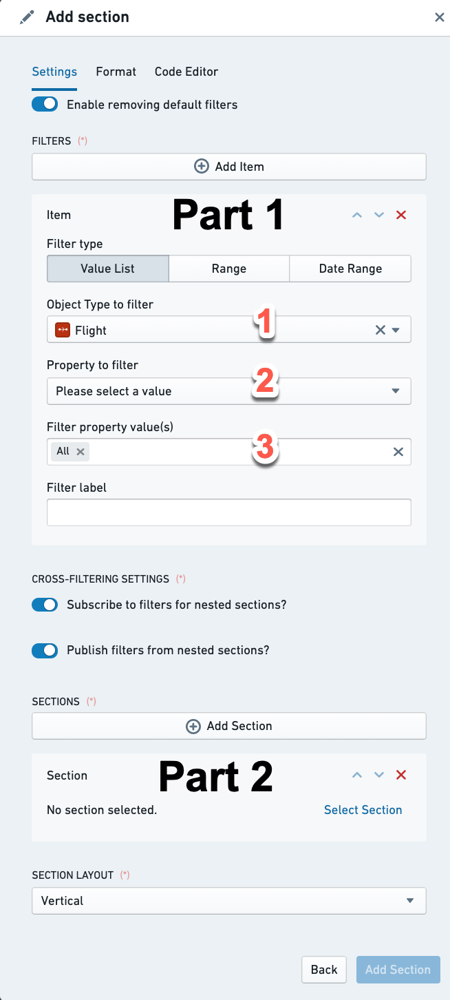 Add section
Settings Format Code Editor
Enable removing default filters
FILTERS (*)
Add Item
Item Part 1
Filter type
Value List Range Date Range
Object Type to filter
Flight 1
Property to filter
Please select a value 2
Filter property value(s)
All 3
Filter label
CROSS-FILTERING SETTINGS (*)
Subscribe to filters for nested sections?
Publish filters from nested sections?
SECTIONS (*)
Add Section
Section Part 2
No section selected. Select Section
SECTION LAYOUT (*)
Vertical
Back Add Section